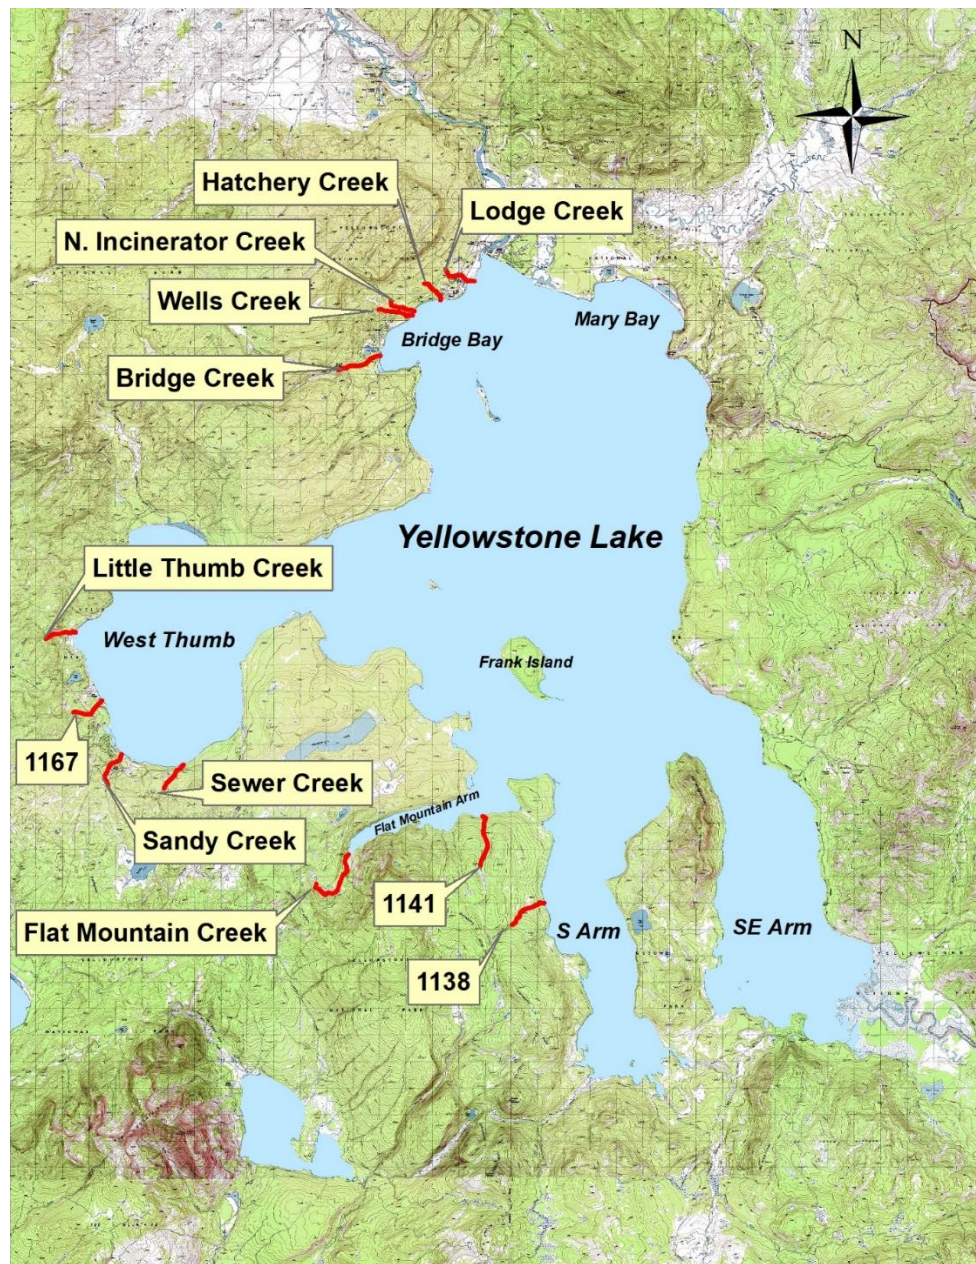 N
Hatchery Creek
Lodge Creek
N. Incinerator Creek
Wells Creek
Mary Bay
Bridge Bay
Bridge Creek
Yellowstone Lake
Little Thumb Creek
West Thumb
Frank Island
1167
Sewer Creek
Flat Mountain Arm
Sandy Creek
1141
Flat Mountain Creek
S Arm
SE Arm
1138